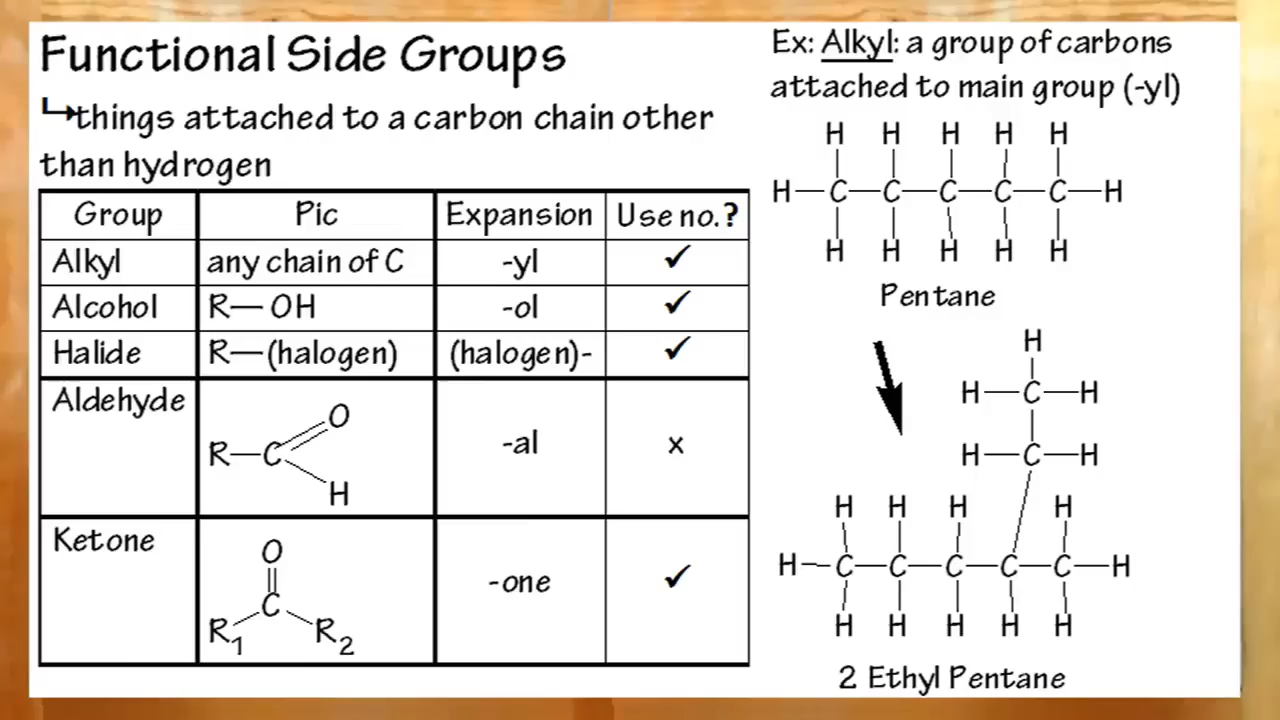 Functional Side Groups
↳things attached to a carbon chain other
than hydrogen
Group Pic Expansion Use no.?
Alkyl any chain of C -yl ✓
Alcohol R—OH -ol ✓
Halide R—(halogen) (halogen)- ✓
Aldehyde
O
R—C -al x
H
Ketone
O
-one ✓
C
R1 R2
Ex: Alkyl: a group of carbons
attached to main group (-yl)
H H H H H
H—C—C—C—C—C—H
H H H H H
Pentane
H
H—C—H
H—C—H
H H H H
H—C—C—C—C—C—H
H H H H H
2 Ethyl Pentane